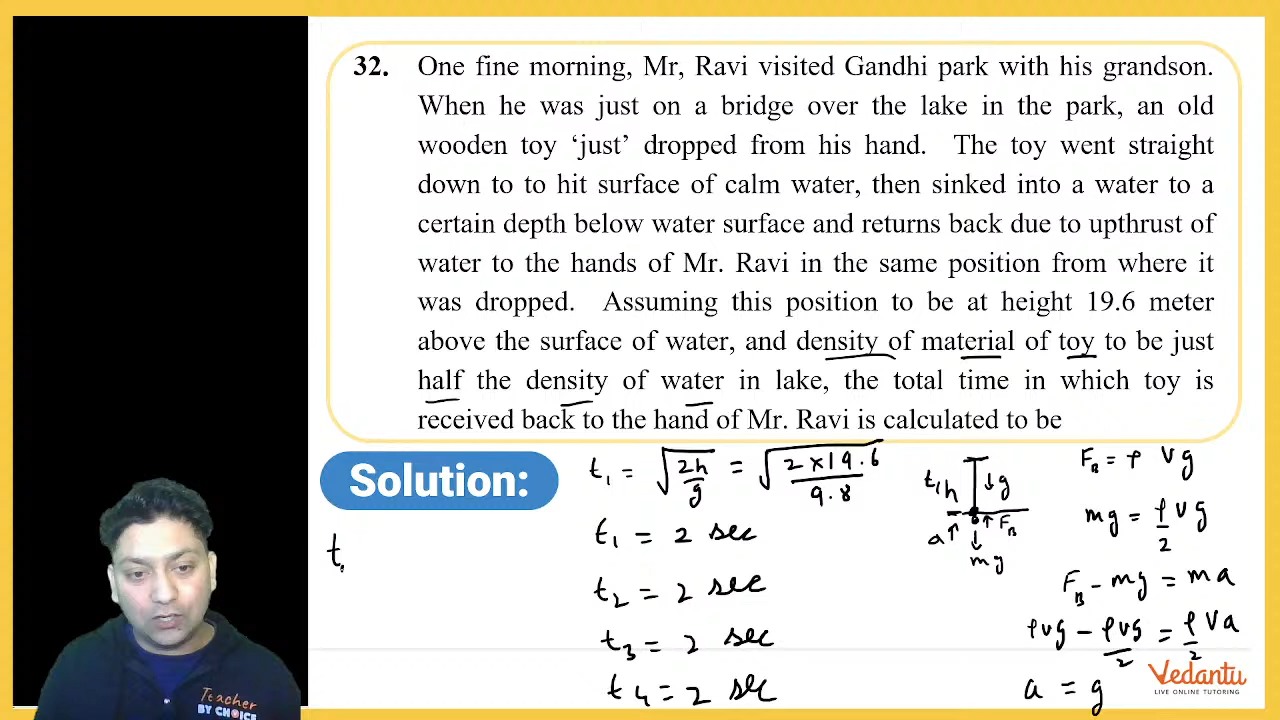 32. One fine morning, Mr, Ravi visited Gandhi park with his grandson.
When he was just on a bridge over the lake in the park, an old
wooden toy ‘just’ dropped from his hand. The toy went straight
down to to hit surface of calm water, then sinked into a water to a
certain depth below water surface and returns back due to upthrust of
water to the hands of Mr. Ravi in the same position from where it
was dropped. Assuming this position to be at height 19.6 meter
above the surface of water, and density of material of toy to be just
half the density of water in lake, the total time in which toy is
received back to the hand of Mr. Ravi is calculated to be
Solution:
t₁ = √(2h/g) = √(2×19.6/9.8)
t₁ = 2 sec
t₂ = 2 sec
t₃ = 2 sec
t₄ = 2 sec
t
t₁ h ↓g
a↑ ↑F_B
↓
mg
F_B = ρ V g
mg = ρ/2 V g
F_B - mg = ma
ρVg - ρVg/2 = ρ/2 V a
a = g
Teacher
BY CHOICE
Vedantu
LIVE ONLINE TUTORING